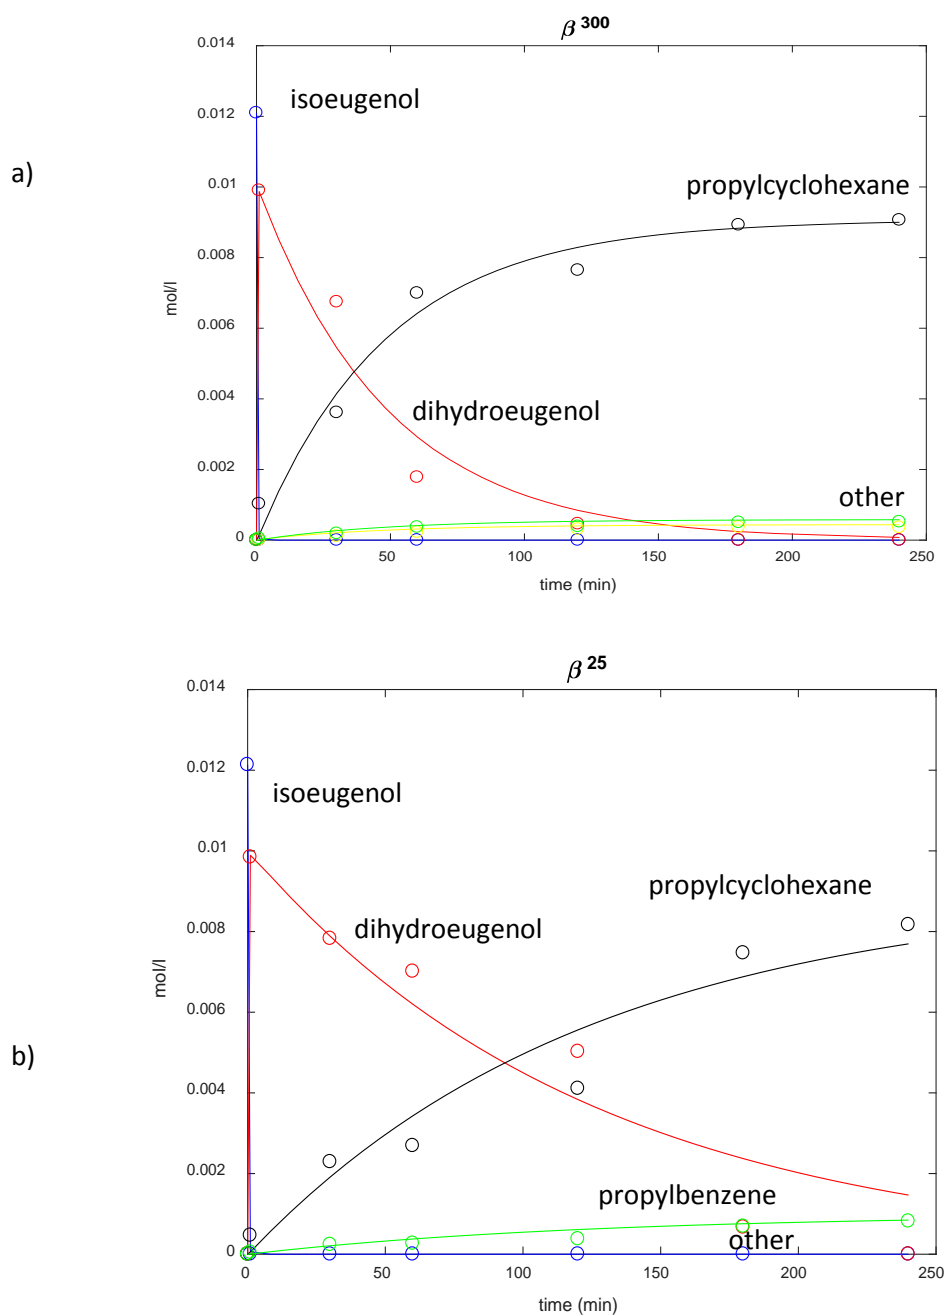 β 300
0.014
isoeugenol
0.012
a)
propylcyclohexane
0.01
0.008
mol/l
0.006
dihydroeugenol
0.004
0.002
other
0
0 50 100 150 200 250
time (min)
β 25
0.014
0.012
isoeugenol
0.01
propylcyclohexane
dihydroeugenol
0.008
mol/l
0.006
b)
0.004
0.002
propylbenzene
other
0
0 50 100 150 200 250
time (min)